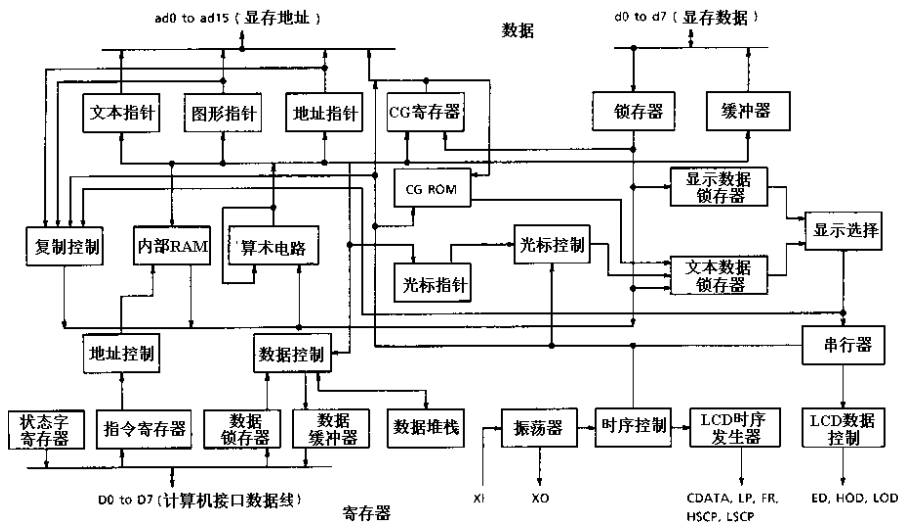 ad0 to ad15 (显存地址)
数据
d0 to d7 (显存数据)
文本指针
图形指针
地址指针
CG寄存器
锁存器
缓冲器
CG ROM
显示数据
锁存器
复制控制
内部RAM
算术电路
光标指针
光标控制
文本数据
锁存器
显示选择
地址控制
数据控制
串行器
状态字
寄存器
指令寄存器
数据
锁存器
数据
缓冲器
数据堆栈
振荡器
时序控制
LCD时序
发生器
LCD数据
控制
D0 to D7 (计算机接口数据线)
寄存器
XI
XO
CDATA, LP, FR,
HSCP, LSCP
ED, HOD, LOD